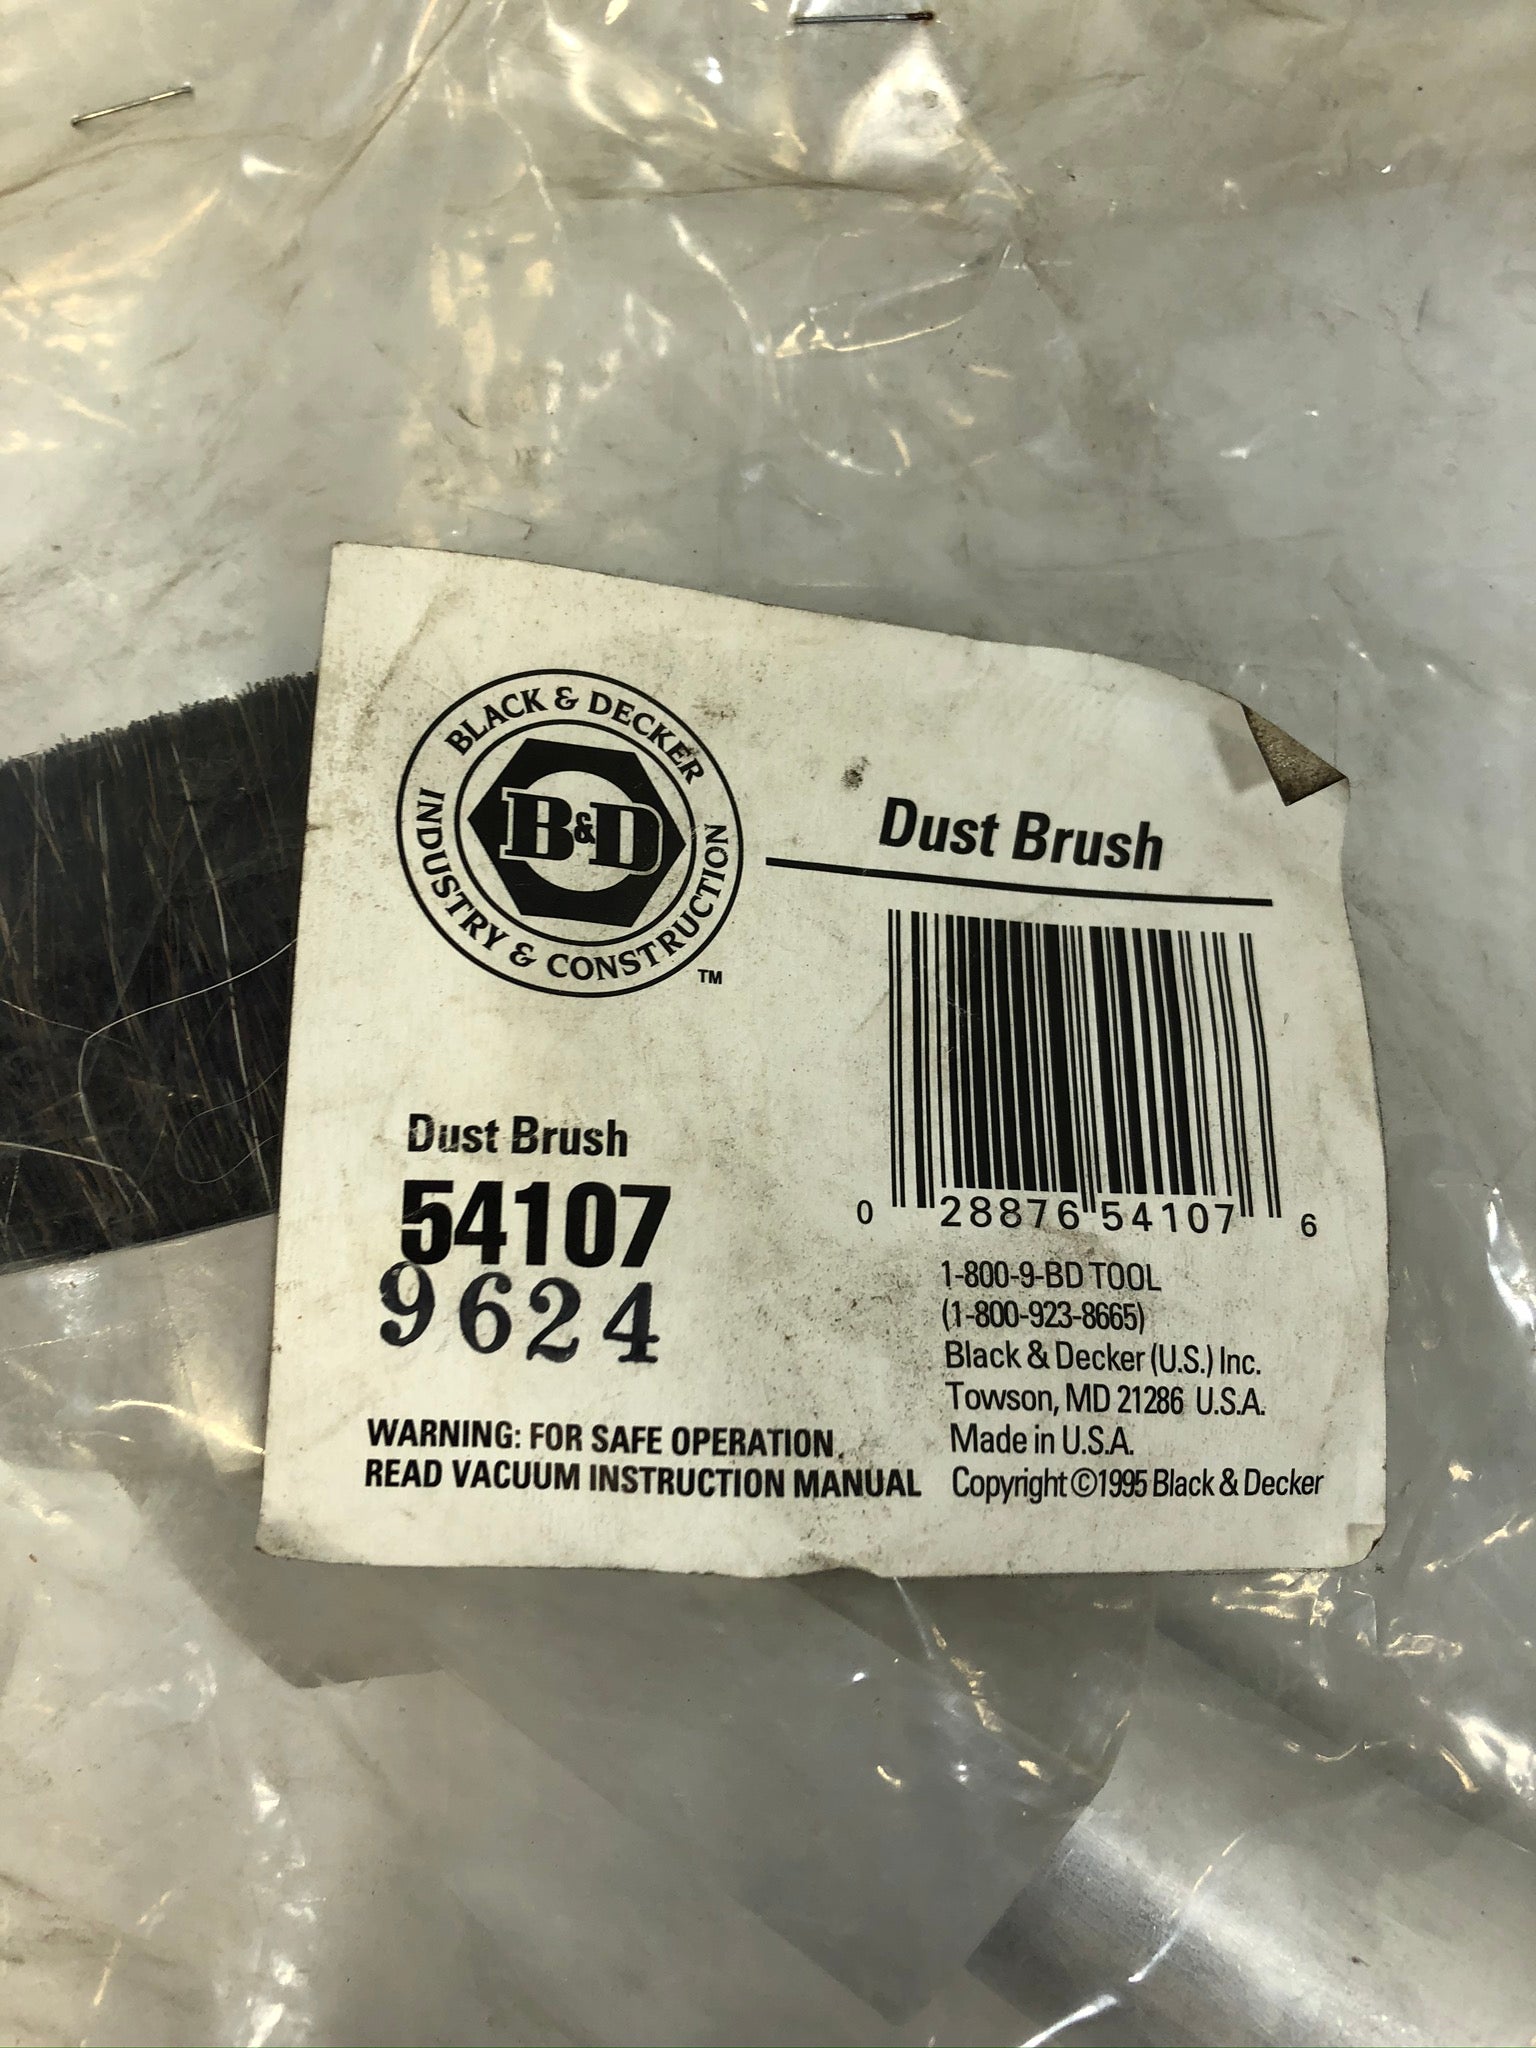 BLACK & DECKER
INDUSTRY & CONSTRUCTION
B&D
TM
Dust Brush
0 28876 54107 6
Dust Brush
54107
9624
WARNING: FOR SAFE OPERATION,
READ VACUUM INSTRUCTION MANUAL
1-800-9-BD TOOL
(1-800-923-8665)
Black & Decker (U.S.) Inc.
Towson, MD 21286 U.S.A.
Made in U.S.A.
Copyright ©1995 Black & Decker